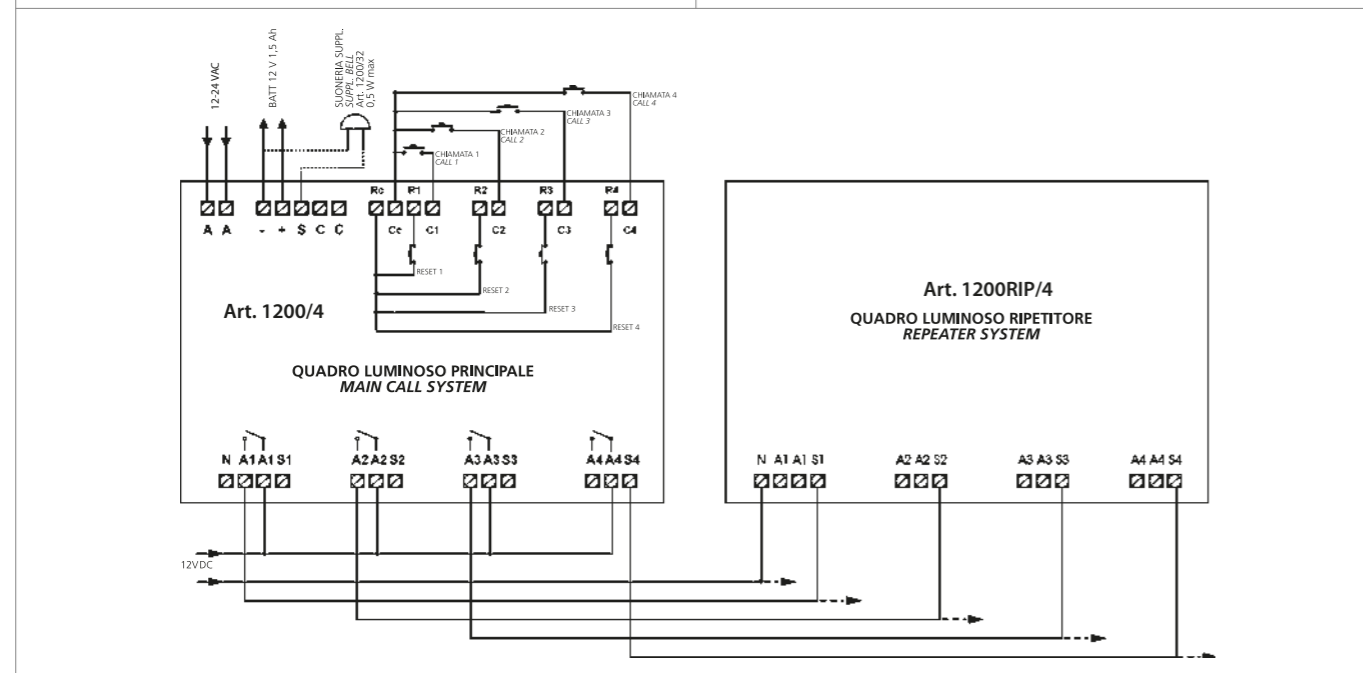 12-24 VAC
BATT 12 V 1,5 Ah
SUONERIA SUPPL.
SUPPL. BELL
Art. 1200/32
0,5 W max
CHIAMATA 4
CALL 4
CHIAMATA 3
CALL 3
CHIAMATA 2
CALL 2
CHIAMATA 1
CALL 1
Rc R1 R2 R3 R4
A A - + S C C Cc C1 C2 C3 C4
RESET 1
RESET 2
RESET 3
RESET 4
Art. 1200/4
QUADRO LUMINOSO PRINCIPALE
MAIN CALL SYSTEM
N A1 A1 S1 A2 A2 S2 A3 A3 S3 A4 A4 S4
Art. 1200RIP/4
QUADRO LUMINOSO RIPETITORE
REPEATER SYSTEM
N A1 A1 S1 A2 A2 S2 A3 A3 S3 A4 A4 S4
12VDC